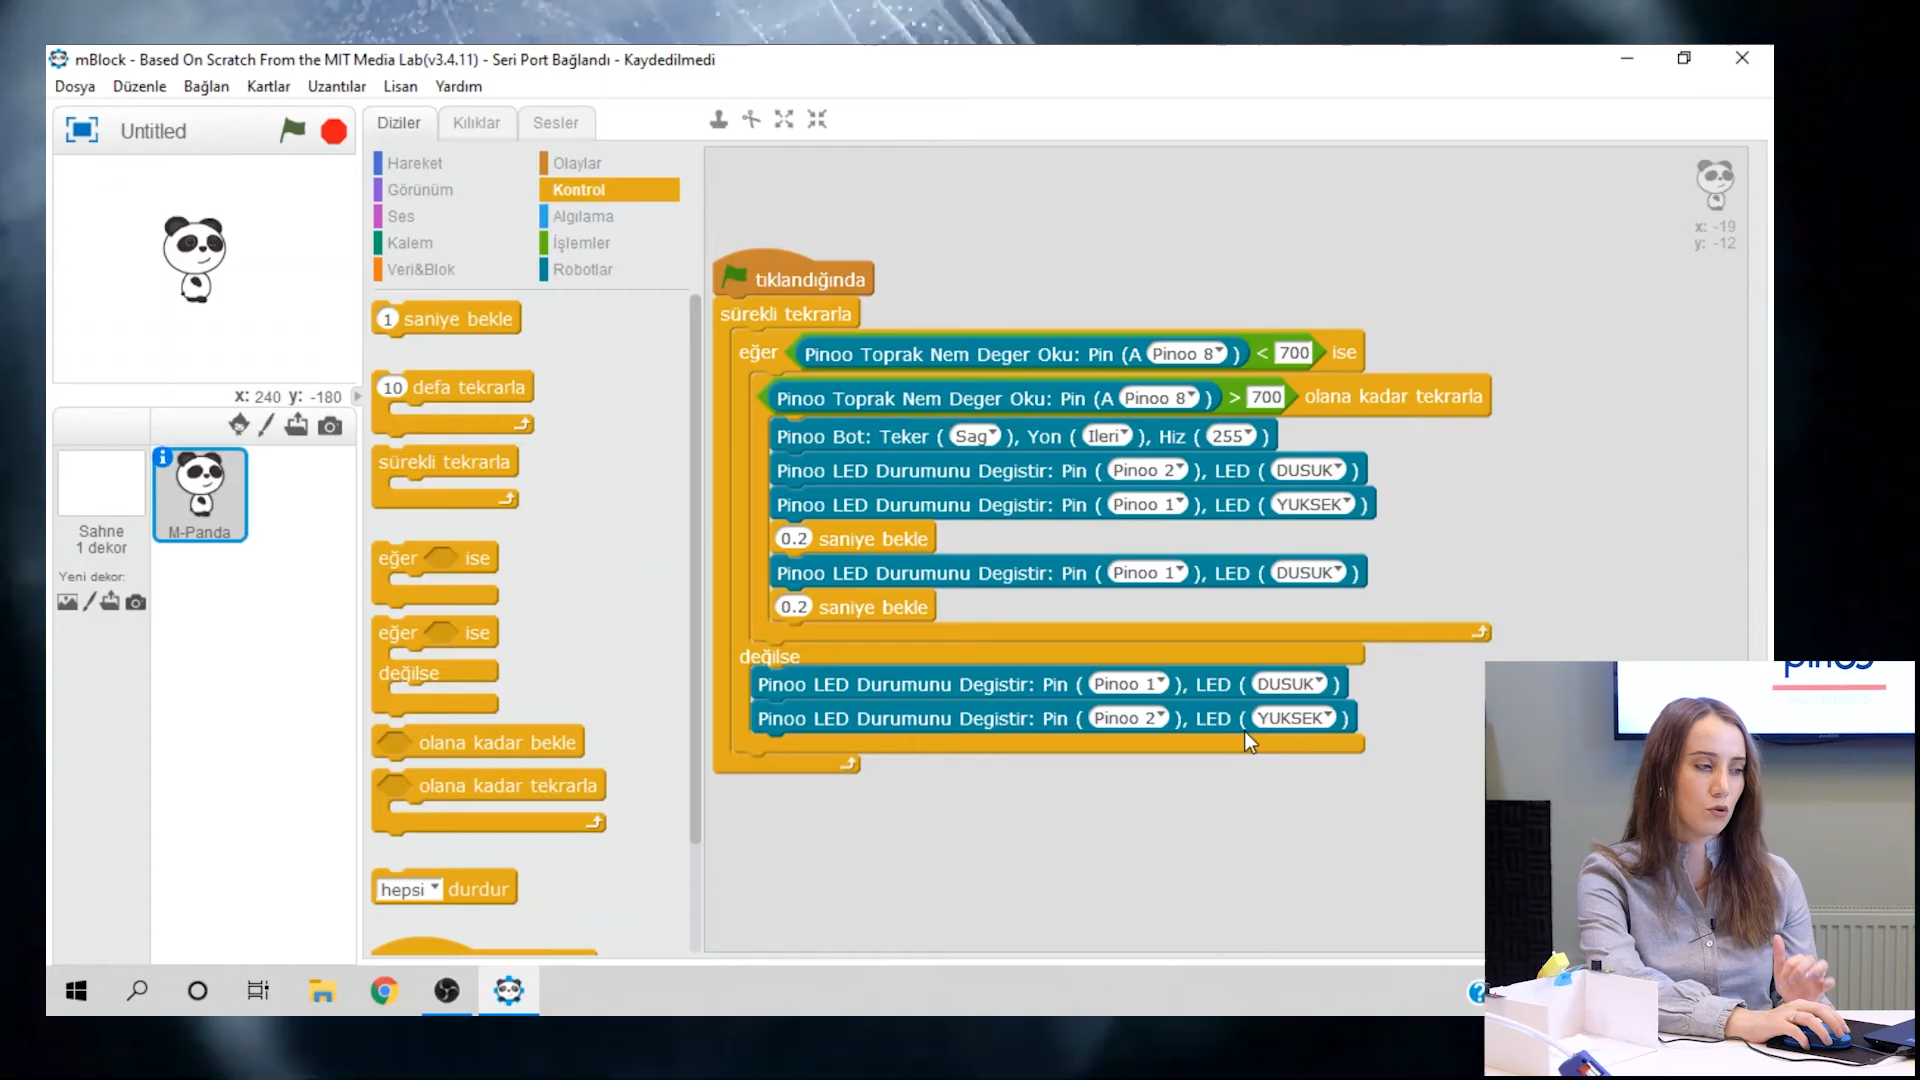 mBlock - Based On Scratch From the MIT Media Lab(v3.4.11) - Seri Port Bağlandı - Kaydedilmedi
Dosya Düzenle Bağlan Kartlar Uzantılar Lisan Yardım
Untitled
x: 240 y: -180
Sahne
1 dekor
Yeni dekor:
M-Panda
Diziler Kılıklar Sesler
Hareket Olaylar
Görünüm Kontrol
Ses Algılama
Kalem İşlemler
Veri&Blok Robotlar
1 saniye bekle
10 defa tekrarla
sürekli tekrarla
eğer ise
eğer ise
değilse
olana kadar bekle
olana kadar tekrarla
hepsi durdur
x: -19
y: -12
tıklandığında
sürekli tekrarla
eğer Pinoo Toprak Nem Deger Oku: Pin (A Pinoo 8 ) < 700 ise
Pinoo Toprak Nem Deger Oku: Pin (A Pinoo 8 ) > 700 olana kadar tekrarla
Pinoo Bot: Teker ( Sag ), Yon ( Ileri ), Hiz ( 255 )
Pinoo LED Durumunu Degistir: Pin ( Pinoo 2 ), LED ( DUSUK )
Pinoo LED Durumunu Degistir: Pin ( Pinoo 1 ), LED ( YUKSEK )
0.2 saniye bekle
Pinoo LED Durumunu Degistir: Pin ( Pinoo 1 ), LED ( DUSUK )
0.2 saniye bekle
değilse
Pinoo LED Durumunu Degistir: Pin ( Pinoo 1 ), LED ( DUSUK )
Pinoo LED Durumunu Degistir: Pin ( Pinoo 2 ), LED ( YUKSEK )